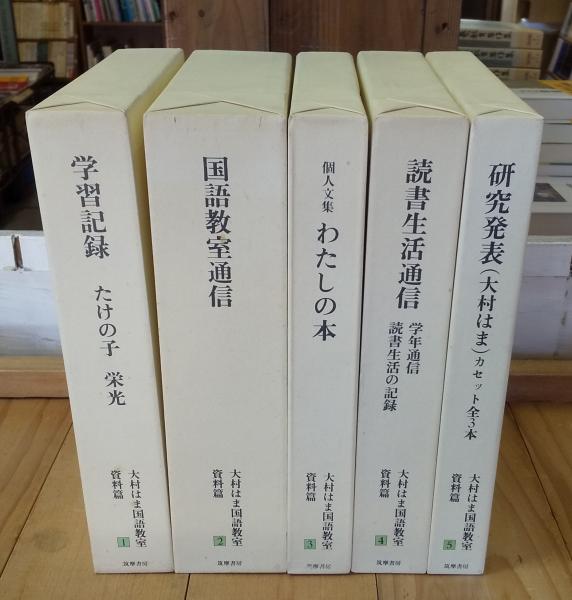 学習記録
たけの子 栄光
大村はま国語教室
資料篇
1
筑摩書房
国語教室通信
大村はま国語教室
資料篇
2
筑摩書房
個人文集 わたしの本
大村はま国語教室
資料篇
3
筑摩書房
読書生活通信
学年通信
読書生活の記録
大村はま国語教室
資料篇
4
筑摩書房
研究発表(大村はま)カセット全3本
大村はま国語教室
資料篇
5
筑摩書房